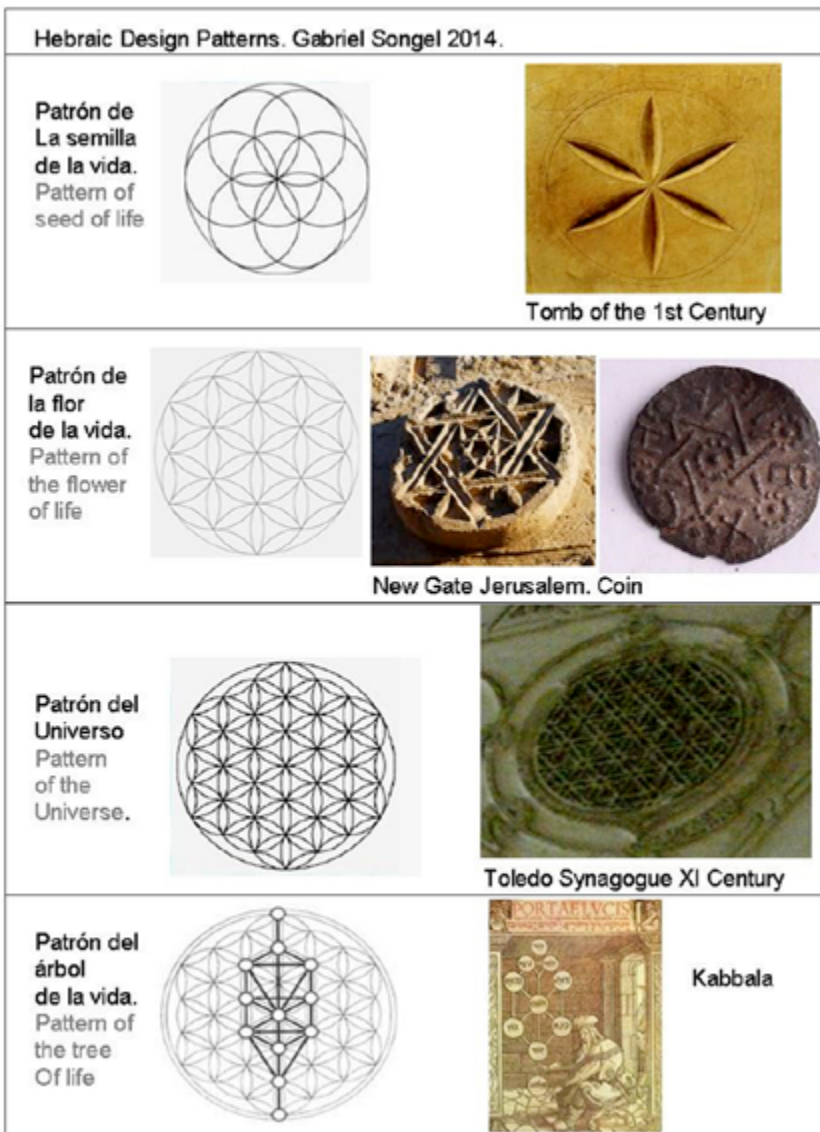 Hebraic Design Patterns. Gabriel Songel 2014.
Patrón de
La semilla
de la vida.
Pattern of
seed of life
Tomb of the 1st Century
Patrón de
la flor
de la vida.
Pattern of
the flower
of life
New Gate Jerusalem. Coin
Patrón del
Universo
Pattern
of the
Universe.
Toledo Synagogue XI Century
Patrón del
árbol
de la vida.
Pattern of
the tree
Of life
PORTAE LVCIS
Kabbala